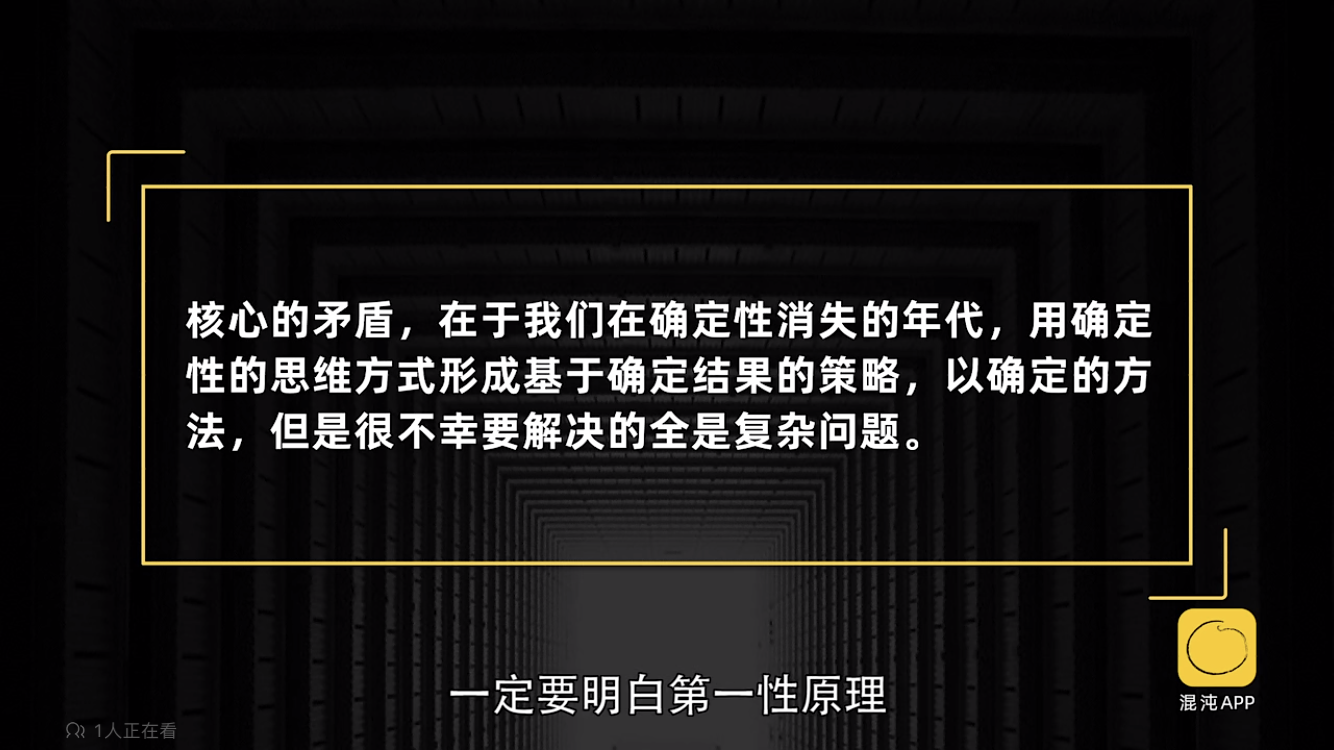 核心的矛盾，在于我们在确定性消失的年代，用确定
性的思维方式形成基于确定结果的策略，以确定的方
法，但是很不幸要解决的全是复杂问题。
一定要明白第一性原理
混沌APP
1人正在看